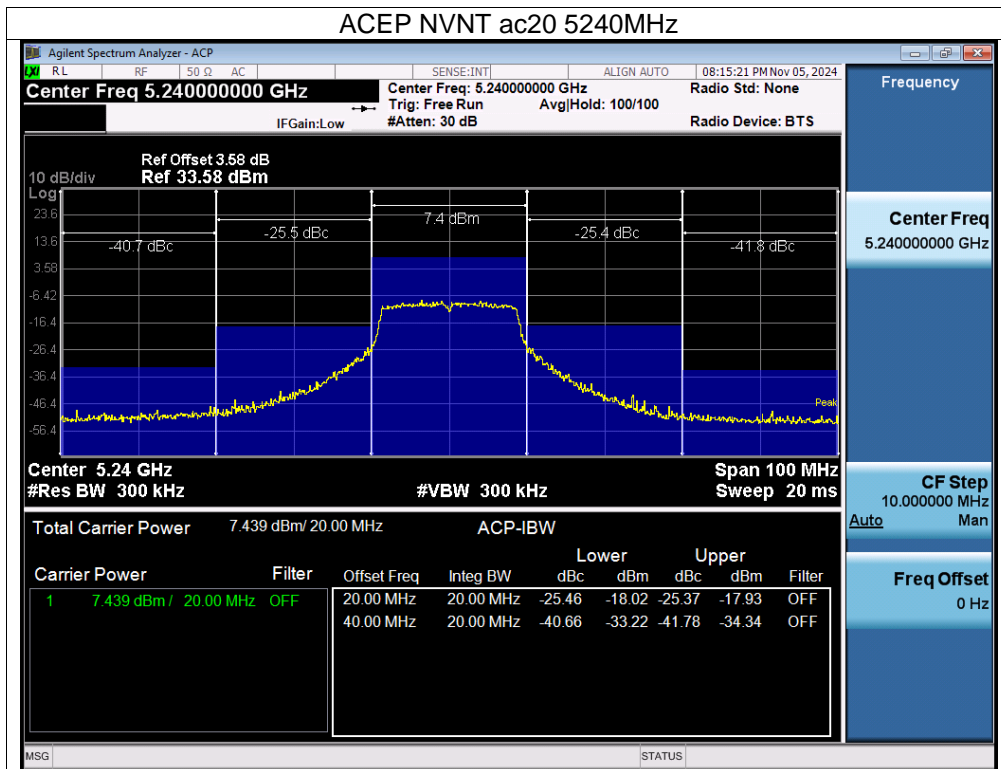 ACEP NVNT ac20 5240MHz
Agilent Spectrum Analyzer - ACP
LXI RL RF 50 Ω AC SENSE:INT ALIGN AUTO 08:15:21 PM Nov 05, 2024
Center Freq 5.240000000 GHz
Center Freq: 5.240000000 GHz Radio Std: None
Trig: Free Run Avg|Hold: 100/100
IFGain:Low #Atten: 30 dB Radio Device: BTS
Ref Offset 3.58 dB
10 dB/div Ref 33.58 dBm
Log
23.6
13.6
3.58
-6.42
-16.4
-26.4
-36.4
-46.4
-56.4
-40.7 dBc
-25.5 dBc
7.4 dBm
-25.4 dBc
-41.8 dBc
Peak
Center 5.24 GHz Span 100 MHz
#Res BW 300 kHz #VBW 300 kHz Sweep 20 ms
Total Carrier Power 7.439 dBm/ 20.00 MHz ACP-IBW
Lower Upper
Carrier Power Filter Offset Freq Integ BW dBc dBm dBc dBm Filter
1 7.439 dBm / 20.00 MHz OFF 20.00 MHz 20.00 MHz -25.46 -18.02 -25.37 -17.93 OFF
40.00 MHz 20.00 MHz -40.66 -33.22 -41.78 -34.34 OFF
Frequency
Center Freq
5.240000000 GHz
CF Step
10.000000 MHz
Auto Man
Freq Offset
0 Hz
MSG STATUS